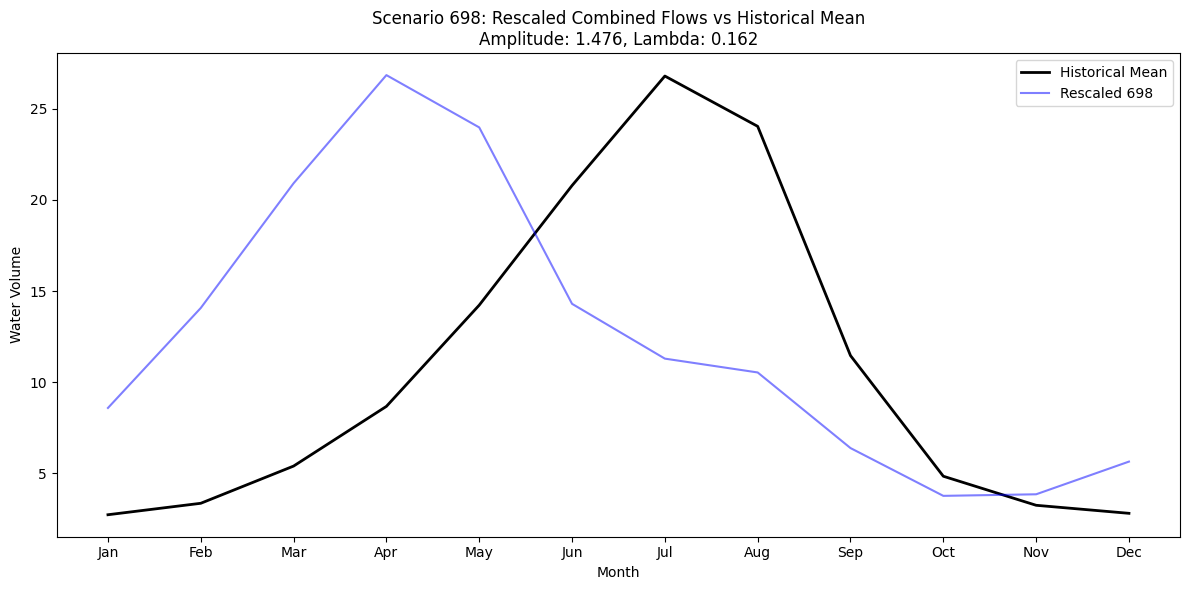 Scenario 698: Rescaled Combined Flows vs Historical Mean
Amplitude: 1.476, Lambda: 0.162
Historical Mean
Rescaled 698
Water Volume
25
20
15
10
5
Jan Feb Mar Apr May Jun Jul Aug Sep Oct Nov Dec
Month